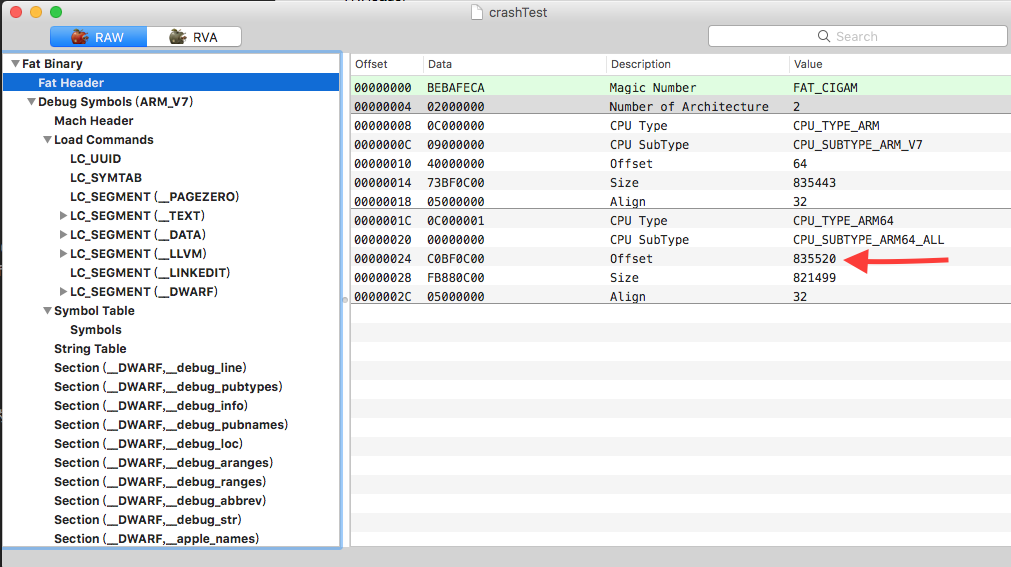 crashTest
RAW RVA
Search
Fat Binary
Fat Header
Debug Symbols (ARM_V7)
Mach Header
Load Commands
LC_UUID
LC_SYMTAB
LC_SEGMENT (__PAGEZERO)
LC_SEGMENT (__TEXT)
LC_SEGMENT (__DATA)
LC_SEGMENT (__LLVM)
LC_SEGMENT (__LINKEDIT)
LC_SEGMENT (__DWARF)
Symbol Table
Symbols
String Table
Section (__DWARF,__debug_line)
Section (__DWARF,__debug_pubtypes)
Section (__DWARF,__debug_info)
Section (__DWARF,__debug_pubnames)
Section (__DWARF,__debug_loc)
Section (__DWARF,__debug_aranges)
Section (__DWARF,__debug_ranges)
Section (__DWARF,__debug_abbrev)
Section (__DWARF,__debug_str)
Section (__DWARF,__apple_names)
Offset Data Description Value
00000000 BEBAFECA Magic Number FAT_CIGAM
00000004 02000000 Number of Architecture 2
00000008 0C000000 CPU Type CPU_TYPE_ARM
0000000C 09000000 CPU SubType CPU_SUBTYPE_ARM_V7
00000010 40000000 Offset 64
00000014 73BF0C00 Size 835443
00000018 05000000 Align 32
0000001C 0C000001 CPU Type CPU_TYPE_ARM64
00000020 00000000 CPU SubType CPU_SUBTYPE_ARM64_ALL
00000024 C0BF0C00 Offset 835520
00000028 FB880C00 Size 821499
0000002C 05000000 Align 32